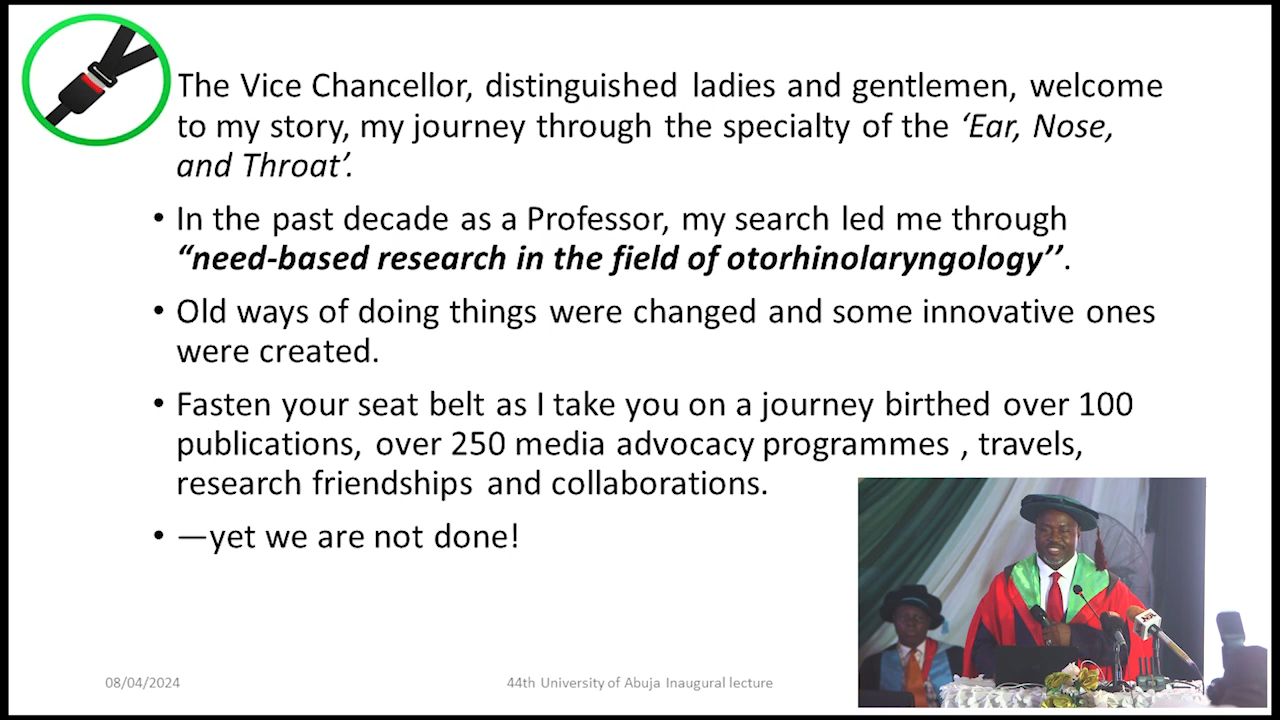 The Vice Chancellor, distinguished ladies and gentlemen, welcome
to my story, my journey through the specialty of the ‘Ear, Nose,
and Throat’.
• In the past decade as a Professor, my search led me through
“need-based research in the field of otorhinolaryngology’’.
• Old ways of doing things were changed and some innovative ones
were created.
• Fasten your seat belt as I take you on a journey birthed over 100
publications, over 250 media advocacy programmes , travels,
research friendships and collaborations.
• —yet we are not done!
08/04/2024
44th University of Abuja Inaugural lecture